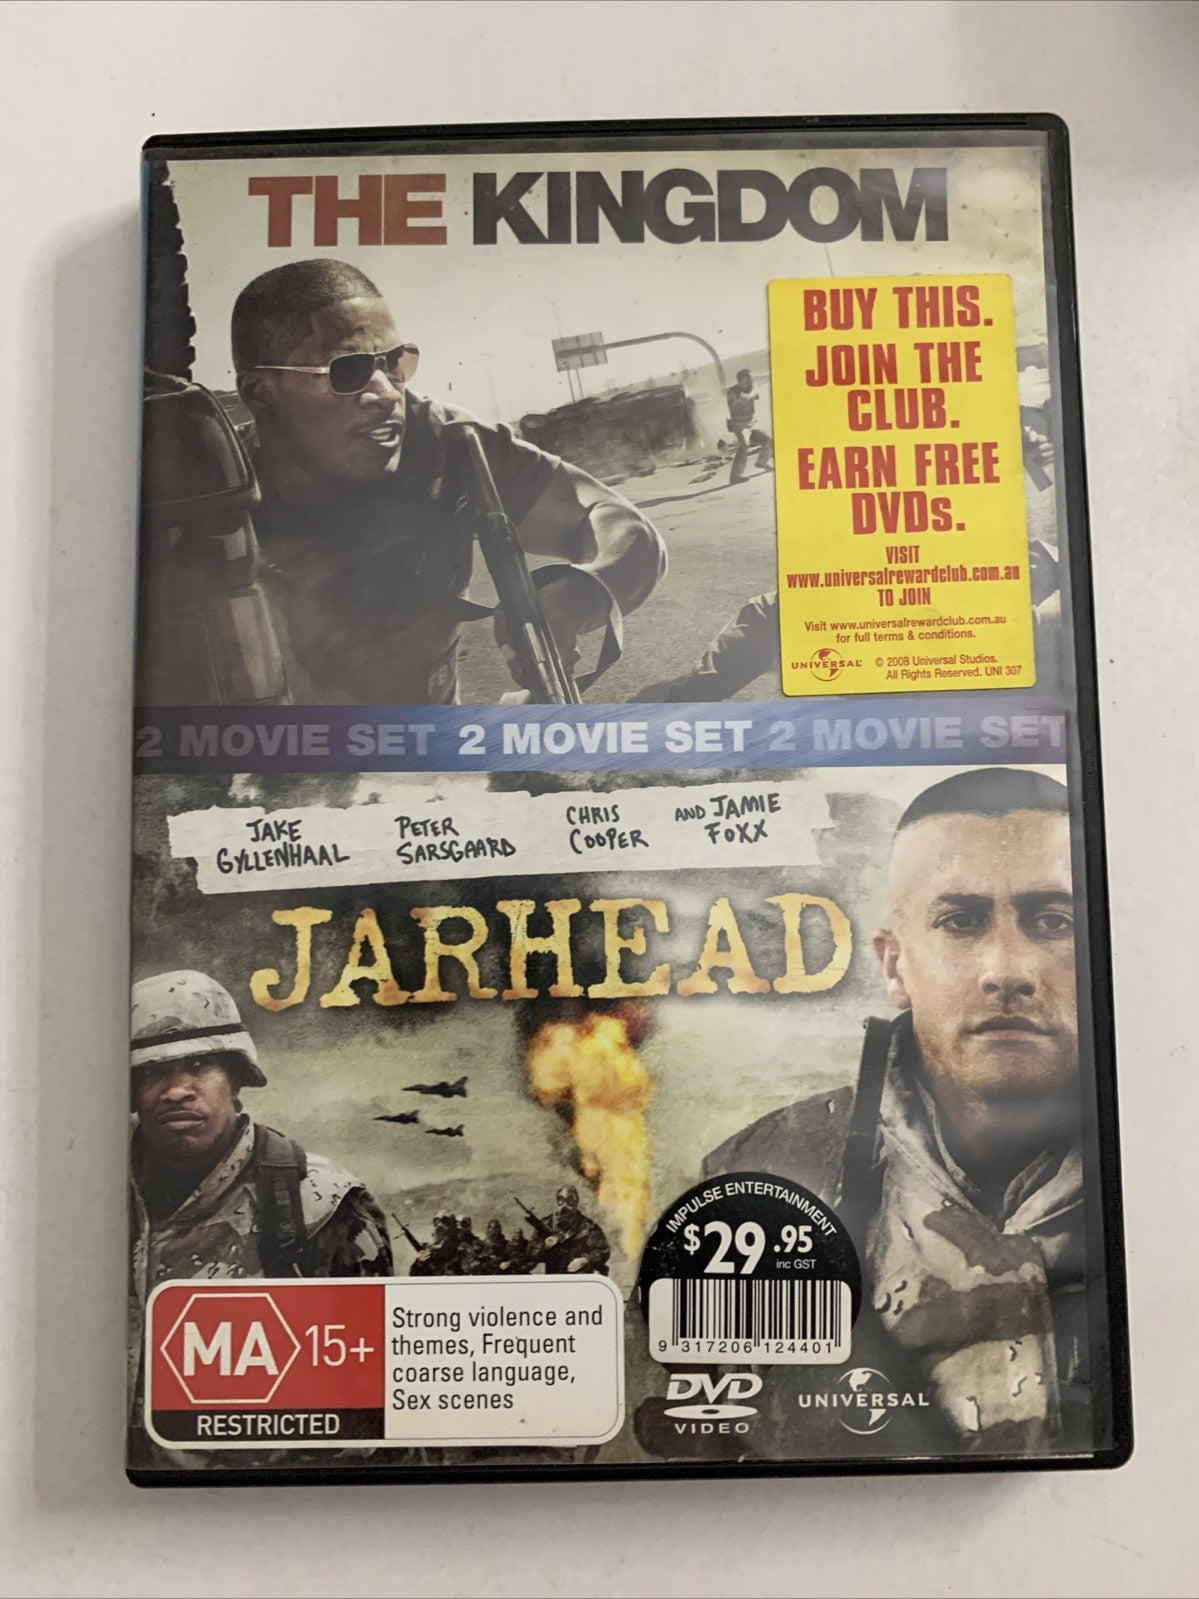 THE KINGDOM
BUY THIS.
JOIN THE
CLUB.
EARN FREE
DVDs.
VISIT
www.universalrewardclub.com.au
TO JOIN
Visit www.universalrewardclub.com.au
for full terms & conditions.
UNIVERSAL © 2008 Universal Studios.
All Rights Reserved. UNI 307
FBI
2 MOVIE SET 2 MOVIE SET 2 MOVIE SET
JAKE GYLLENHAAL
PETER SARSGAARD
CHRIS COOPER
AND JAMIE FOXX
JARHEAD
IMPULSE ENTERTAINMENT
$29.95
inc GST
9 317206 124401
MA 15+
RESTRICTED
Strong violence and
themes, Frequent
coarse language,
Sex scenes
DVD
VIDEO
UNIVERSAL